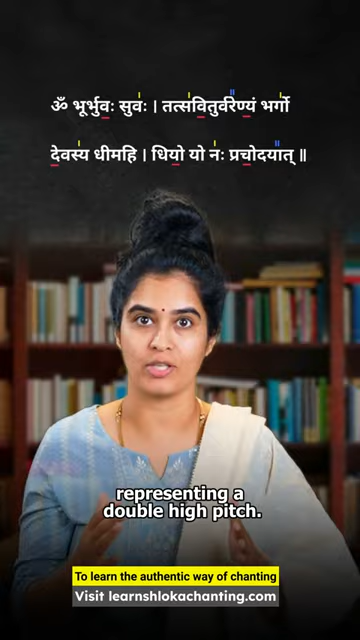 ॐ भूर्भु॒वः सुव॑ः । तत्स॑वि॒तुर्वरे᳚ण्यं॒ भर्गो॑
दे॒वस्य॑ धीमहि । धियो॒ यो न॑ः प्रचो॒दया᳚त् ॥
representing a
double high pitch.
To learn the authentic way of chanting
Visit learnshlokachanting.com